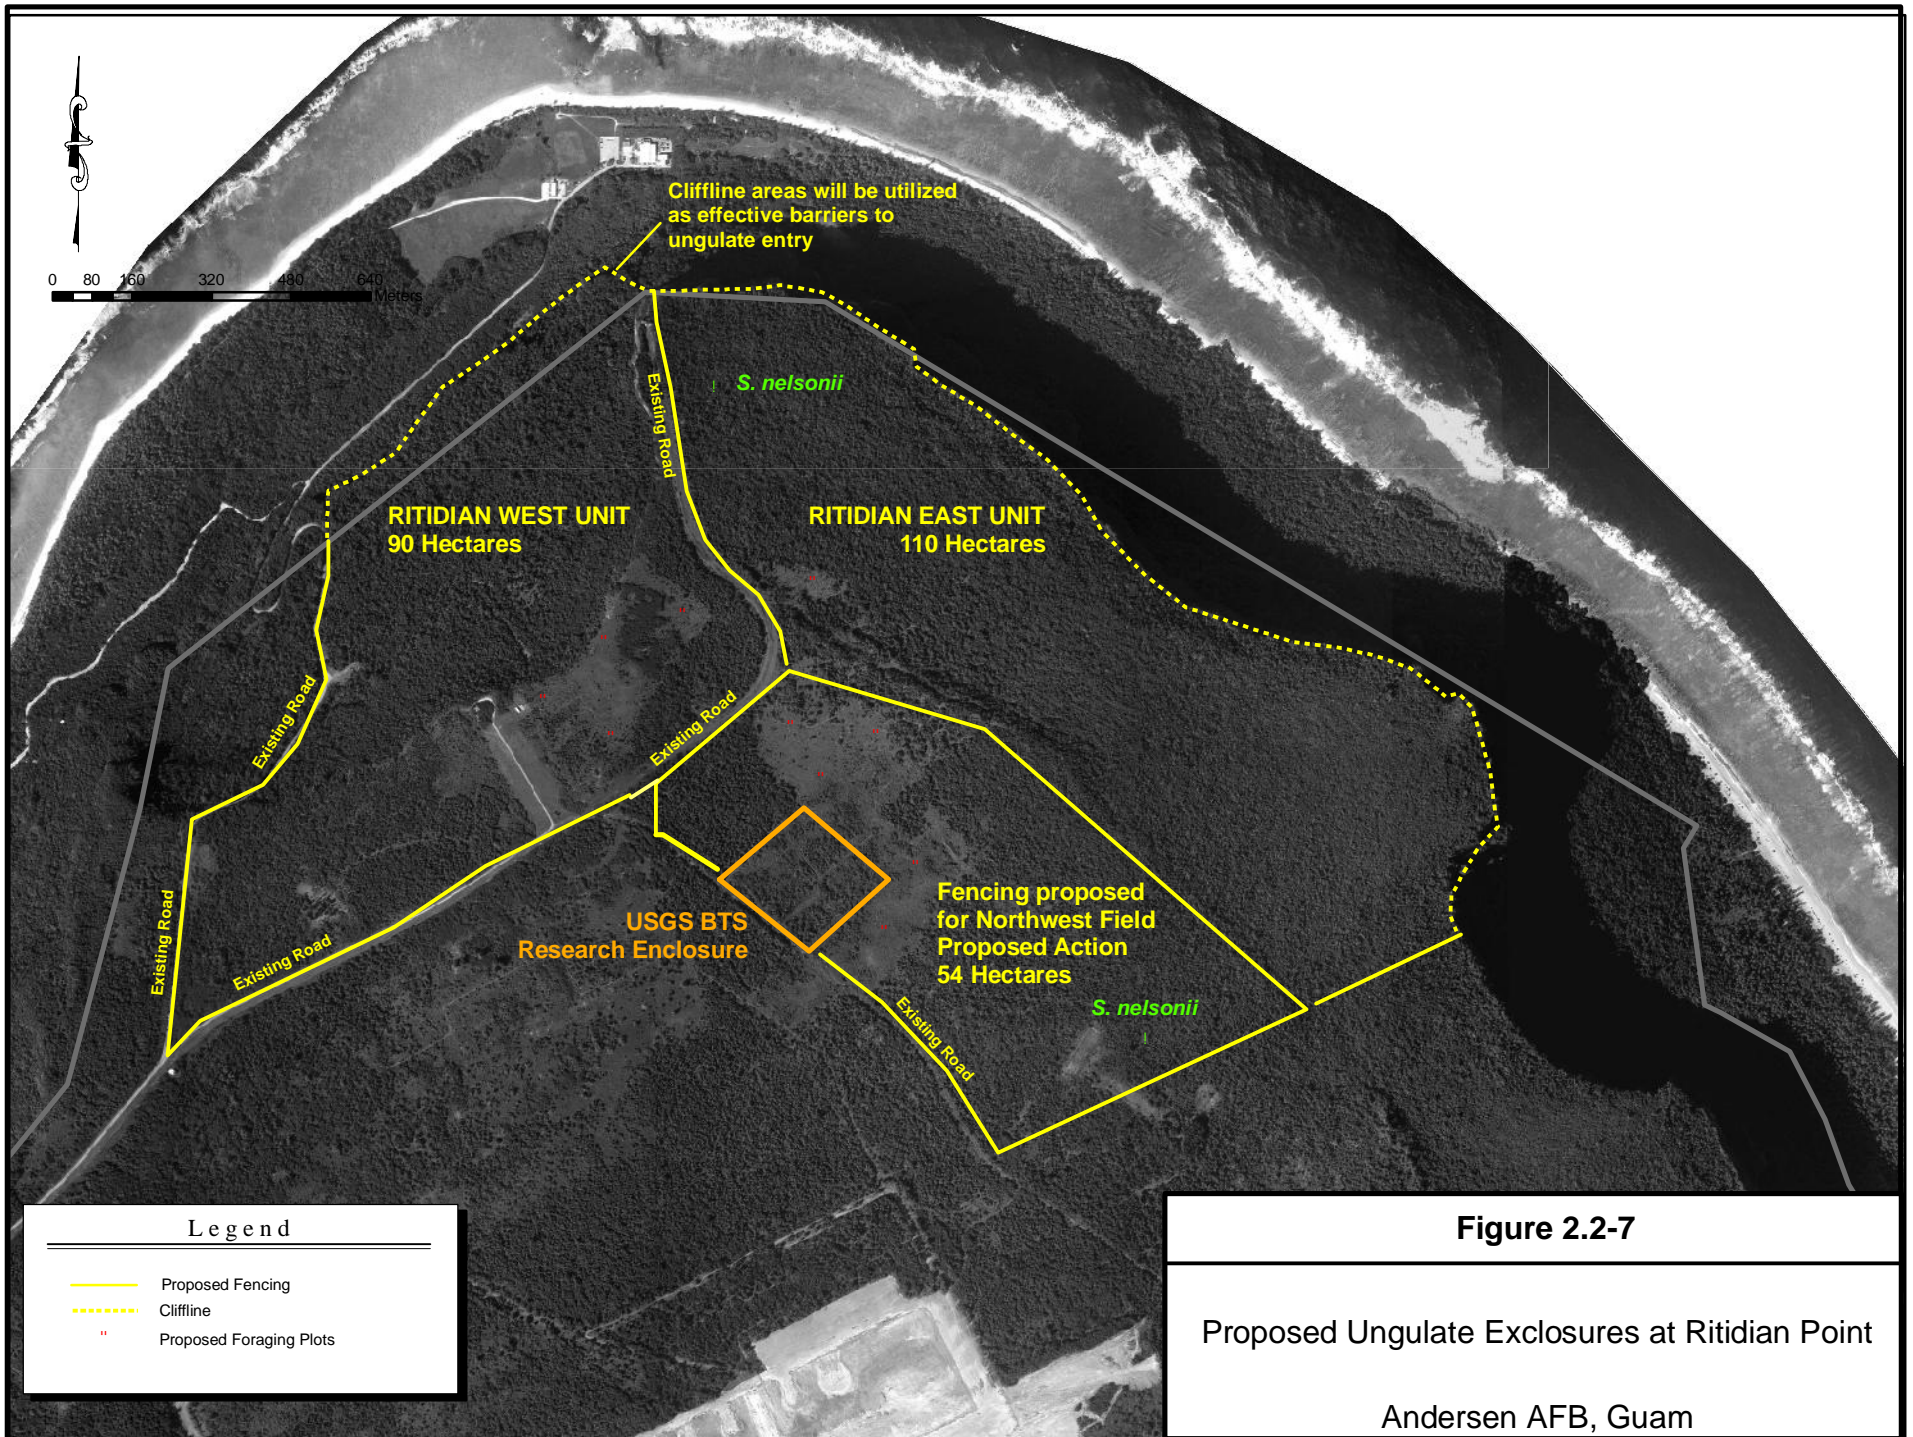 Cliffline areas will be utilized
as effective barriers to
ungulate entry
0 80 160 320 480 640
Meters
Existing Road
S. nelsonii
RITIDIAN WEST UNIT
90 Hectares
RITIDIAN EAST UNIT
110 Hectares
Existing Road
Existing Road
Existing Road
Existing Road
USGS BTS
Research Enclosure
Fencing proposed
for Northwest Field
Proposed Action
54 Hectares
S. nelsonii
Existing Road
Legend
Proposed Fencing
Cliffline
Proposed Foraging Plots
Figure 2.2-7
Proposed Ungulate Exclosures at Ritidian Point
Andersen AFB, Guam